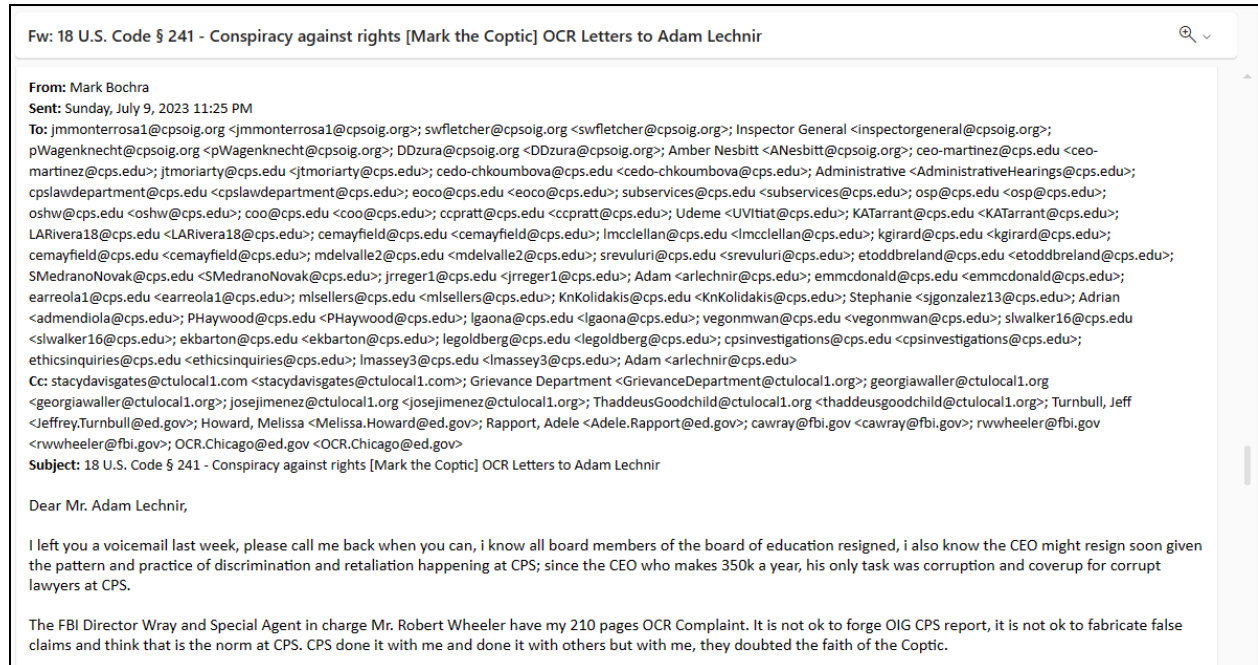 Fw: 18 U.S. Code § 241 - Conspiracy against rights [Mark the Coptic] OCR Letters to Adam Lechnir
From: Mark Bochra
Sent: Sunday, July 9, 2023 11:25 PM
To: jmmonterrosa1@cpsoig.org <jmmonterrosa1@cpsoig.org>; swfletcher@cpsoig.org <swfletcher@cpsoig.org>; Inspector General <inspectorgeneral@cpsoig.org>;
pWagenknecht@cpsoig.org <pWagenknecht@cpsoig.org>; DDzura@cpsoig.org <DDzura@cpsoig.org>; Amber Nesbitt <ANesbitt@cpsoig.org>; ceo-martinez@cps.edu <ceo-
martinez@cps.edu>; jtmoriarty@cps.edu <jtmoriarty@cps.edu>; cedo-chkoumbova@cps.edu <cedo-chkoumbova@cps.edu>; Administrative <AdministrativeHearings@cps.edu>;
cpslawdepartment@cps.edu <cpslawdepartment@cps.edu>; eoco@cps.edu <eoco@cps.edu>; subservices@cps.edu <subservices@cps.edu>; osp@cps.edu <osp@cps.edu>;
oshw@cps.edu <oshw@cps.edu>; coo@cps.edu <coo@cps.edu>; ccpratt@cps.edu <ccpratt@cps.edu>; Udeme <UVItiat@cps.edu>; KATarrant@cps.edu <KATarrant@cps.edu>;
LARivera18@cps.edu <LARivera18@cps.edu>; cemayfield@cps.edu <cemayfield@cps.edu>; lmcclellan@cps.edu <lmcclellan@cps.edu>; kgirard@cps.edu <kgirard@cps.edu>;
cemayfield@cps.edu <cemayfield@cps.edu>; mdelvalle2@cps.edu <mdelvalle2@cps.edu>; srevuluri@cps.edu <srevuluri@cps.edu>; etoddbreland@cps.edu <etoddbreland@cps.edu>;
SMedranoNovak@cps.edu <SMedranoNovak@cps.edu>; jrreger1@cps.edu <jrreger1@cps.edu>; Adam <arlechnir@cps.edu>; emmcdonald@cps.edu <emmcdonald@cps.edu>;
earreola1@cps.edu <earreola1@cps.edu>; mlsellers@cps.edu <mlsellers@cps.edu>; KnKolidakis@cps.edu <KnKolidakis@cps.edu>; Stephanie <sjgonzalez13@cps.edu>; Adrian
<admendiola@cps.edu>; PHaywood@cps.edu <PHaywood@cps.edu>; lgaona@cps.edu <lgaona@cps.edu>; vegonmwan@cps.edu <vegonmwan@cps.edu>; slwalker16@cps.edu
<slwalker16@cps.edu>; ekbarton@cps.edu <ekbarton@cps.edu>; legoldberg@cps.edu <legoldberg@cps.edu>; cpsinvestigations@cps.edu <cpsinvestigations@cps.edu>;
ethicsinquiries@cps.edu <ethicsinquiries@cps.edu>; lmassey3@cps.edu <lmassey3@cps.edu>; Adam <arlechnir@cps.edu>
Cc: stacydavisgates@ctulocal1.com <stacydavisgates@ctulocal1.com>; Grievance Department <GrievanceDepartment@ctulocal1.org>; georgiawaller@ctulocal1.org
<georgiawaller@ctulocal1.org>; josejimenez@ctulocal1.org <josejimenez@ctulocal1.org>; ThaddeusGoodchild@ctulocal1.org <thaddeusgoodchild@ctulocal1.org>; Turnbull, Jeff
<Jeffrey.Turnbull@ed.gov>; Howard, Melissa <Melissa.Howard@ed.gov>; Rapport, Adele <Adele.Rapport@ed.gov>; cawray@fbi.gov <cawray@fbi.gov>; rwwheeler@fbi.gov
<rwwheeler@fbi.gov>; OCR.Chicago@ed.gov <OCR.Chicago@ed.gov>
Subject: 18 U.S. Code § 241 - Conspiracy against rights [Mark the Coptic] OCR Letters to Adam Lechnir
Dear Mr. Adam Lechnir,
I left you a voicemail last week, please call me back when you can, i know all board members of the board of education resigned, i also know the CEO might resign soon given
the pattern and practice of discrimination and retaliation happening at CPS; since the CEO who makes 350k a year, his only task was corruption and coverup for corrupt
lawyers at CPS.
The FBI Director Wray and Special Agent in charge Mr. Robert Wheeler have my 210 pages OCR Complaint. It is not ok to forge OIG CPS report, it is not ok to fabricate false
claims and think that is the norm at CPS. CPS done it with me and done it with others but with me, they doubted the faith of the Coptic.